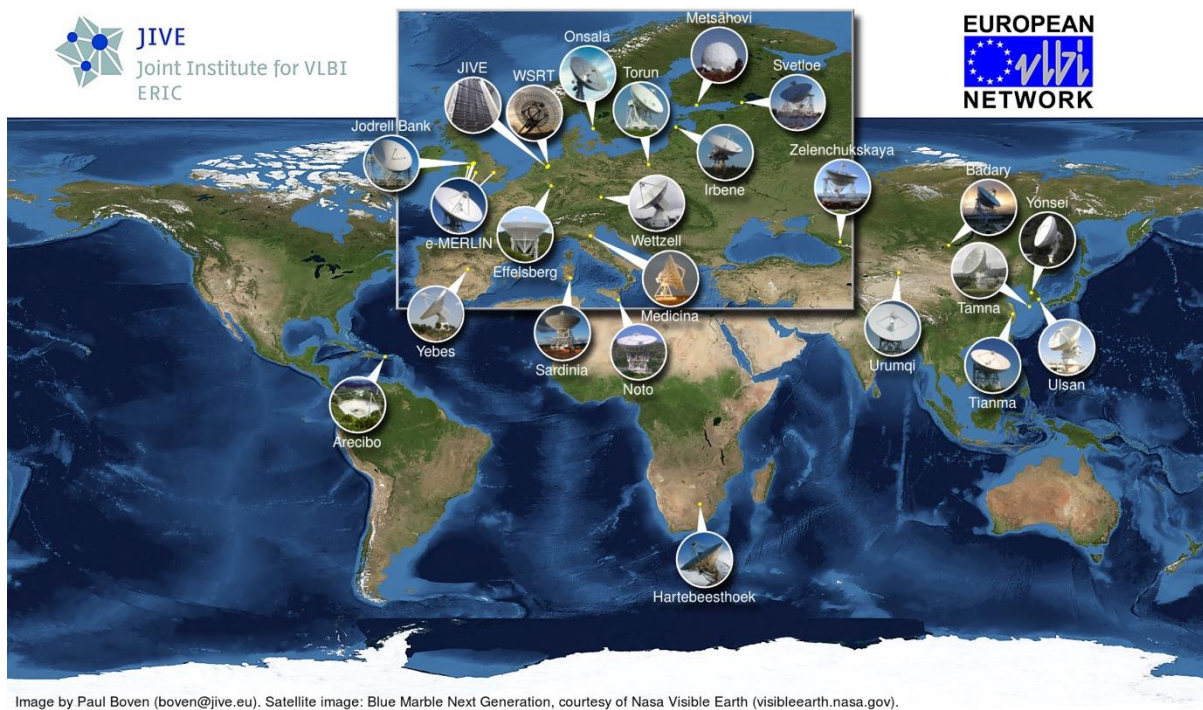 JIVE
Joint Institute for VLBI
ERIC
EUROPEAN
vlbi
NETWORK
Metsähovi
Onsala
JIVE
WSRT
Torun
Svetloe
Jodrell Bank
Zelenchukskaya
Irbene
Badary
Yonsei
e-MERLIN
Wettzell
Effelsberg
Tamna
Medicina
Yebes
Sardinia
Noto
Urumqi
Ulsan
Tianma
Arecibo
Hartebeesthoek
Image by Paul Boven (boven@jive.eu). Satellite image: Blue Marble Next Generation, courtesy of Nasa Visible Earth (visibleearth.nasa.gov).